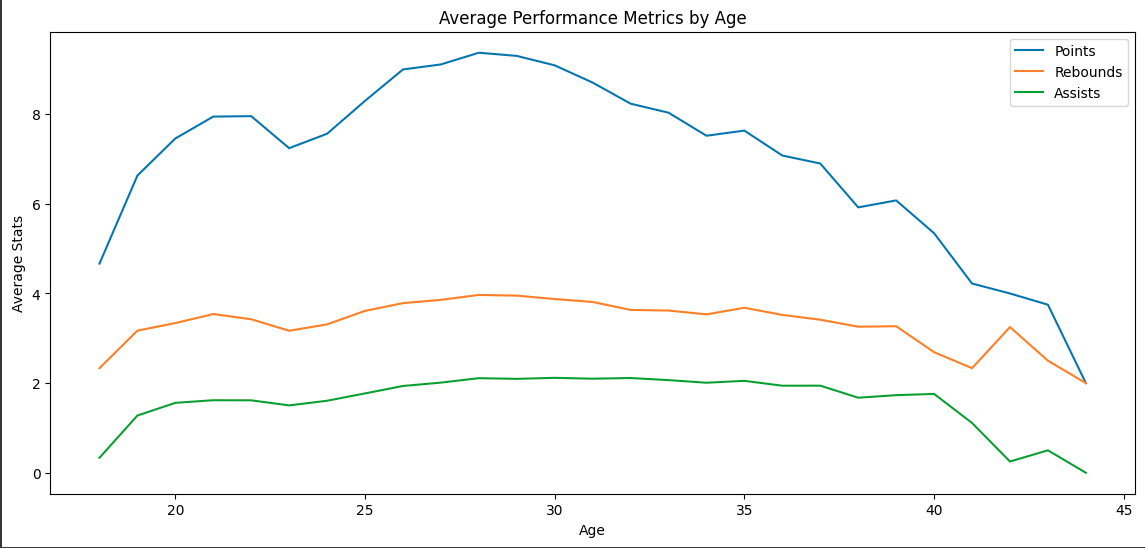 Average Performance Metrics by Age
Points
Rebounds
Assists
Average Stats
8
6
4
2
0
20 25 30 35 40 45
Age